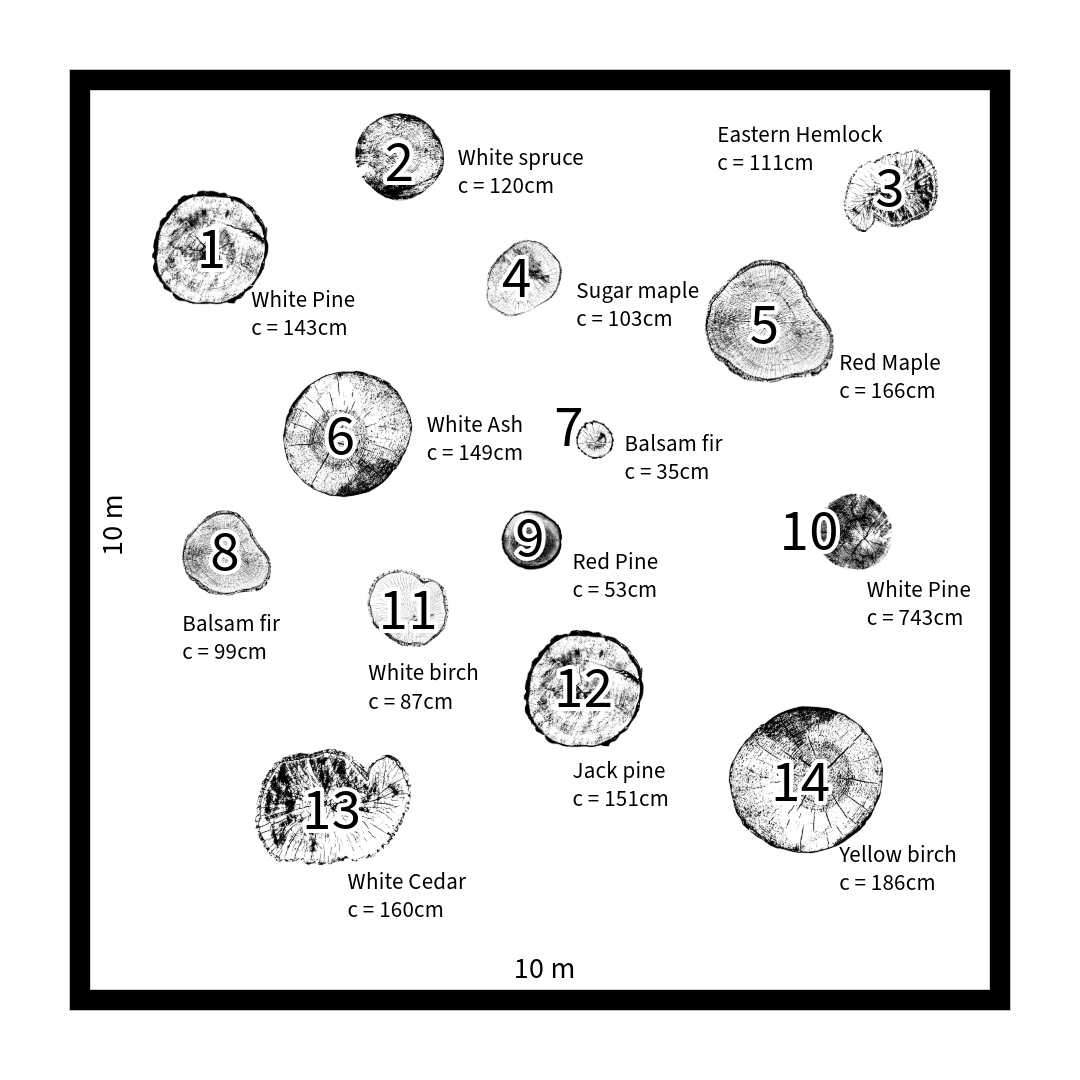 2
White spruce
c = 120cm
Eastern Hemlock
c = 111cm
3
1
White Pine
c = 143cm
4
Sugar maple
c = 103cm
5
Red Maple
c = 166cm
6
White Ash
c = 149cm
7
Balsam fir
c = 35cm
10 m
8
Balsam fir
c = 99cm
9
Red Pine
c = 53cm
10
White Pine
c = 743cm
11
White birch
c = 87cm
12
Jack pine
c = 151cm
13
White Cedar
c = 160cm
14
Yellow birch
c = 186cm
10 m